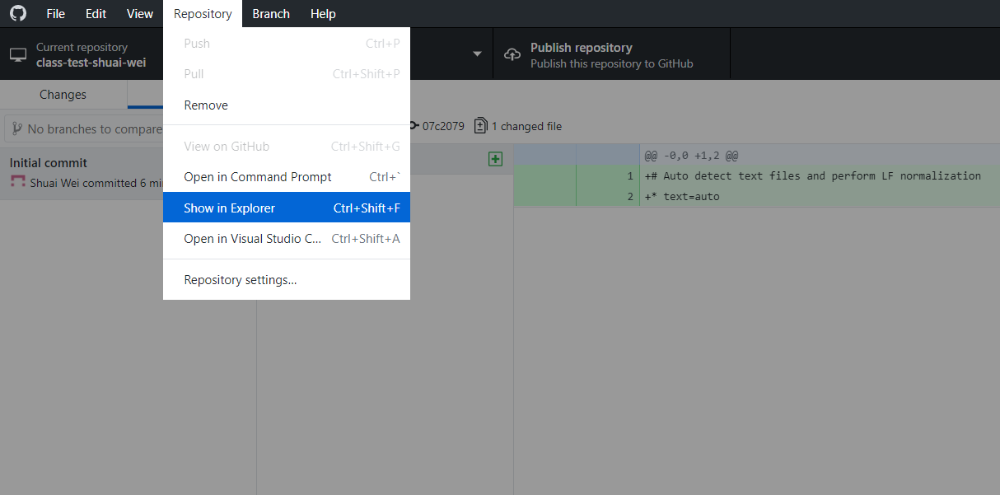 File Edit View Repository Branch Help
Current repository
class-test-shuai-wei
Publish repository
Publish this repository to GitHub
Push Ctrl+P
Pull Ctrl+Shift+P
Remove
View on GitHub Ctrl+Shift+G
Open in Command Prompt Ctrl+`
Show in Explorer Ctrl+Shift+F
Open in Visual Studio C... Ctrl+Shift+A
Repository settings...
Changes
No branches to compare
Initial commit
Shuai Wei committed 6
07c2079 1 changed file
@@ -0,0 +1,2 @@
1 +# Auto detect text files and perform LF normalization
2 +* text=auto